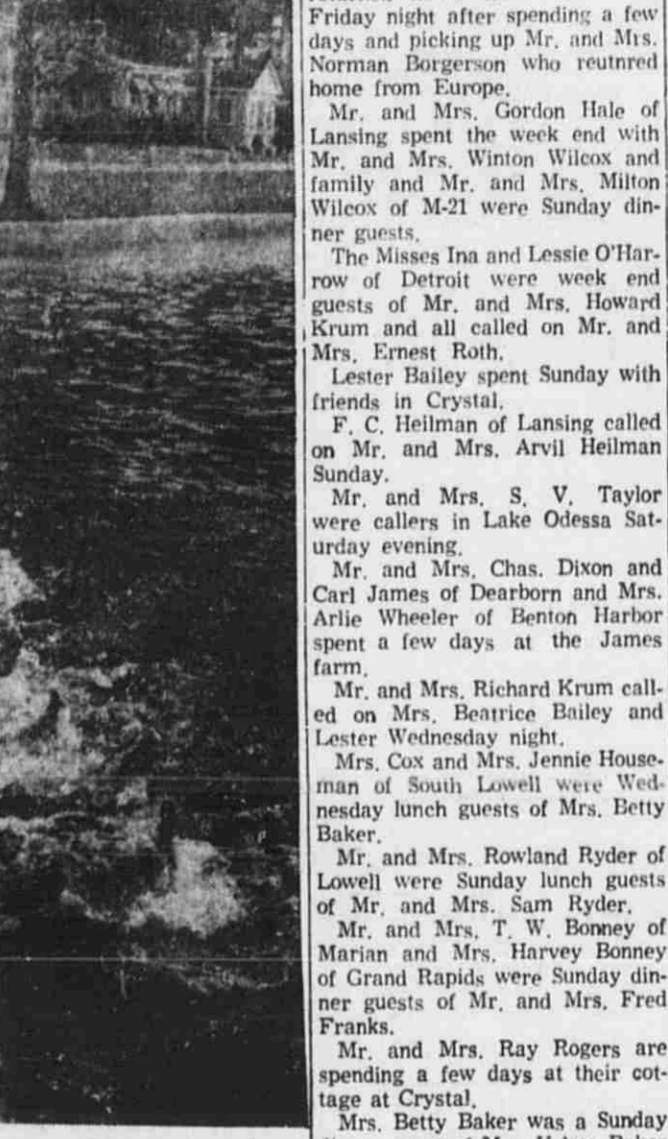 Friday night after spending a few
days and picking up Mr. and Mrs.
Norman Borgerson who reutnred
home from Europe.
Mr. and Mrs. Gordon Hale of
Lansing spent the week end with
Mr. and Mrs. Winton Wilcox and
family and Mr. and Mrs. Milton
Wilcox of M-21 were Sunday din-
ner guests.
The Misses Ina and Lessie O'Har-
row of Detroit were week end
guests of Mr. and Mrs. Howard
Krum and all called on Mr. and
Mrs. Ernest Roth.
Lester Bailey spent Sunday with
friends in Crystal.
F. C. Heilman of Lansing called
on Mr. and Mrs. Arvil Heilman
Sunday.
Mr. and Mrs. S. V. Taylor
were callers in Lake Odessa Sat-
urday evening.
Mr. and Mrs. Chas. Dixon and
Carl James of Dearborn and Mrs.
Arlie Wheeler of Benton Harbor
spent a few days at the James
farm.
Mr. and Mrs. Richard Krum call-
ed on Mrs. Beatrice Bailey and
Lester Wednesday night.
Mrs. Cox and Mrs. Jennie House-
man of South Lowell were Wed-
nesday lunch guests of Mrs. Betty
Baker.
Mr. and Mrs. Rowland Ryder of
Lowell were Sunday lunch guests
of Mr. and Mrs. Sam Ryder.
Mr. and Mrs. T. W. Bonney of
Marian and Mrs. Harvey Bonney
of Grand Rapids were Sunday din-
ner guests of Mr. and Mrs. Fred
Franks.
Mr. and Mrs. Ray Rogers are
spending a few days at their cot-
tage at Crystal.
Mrs. Betty Baker was a Sunday